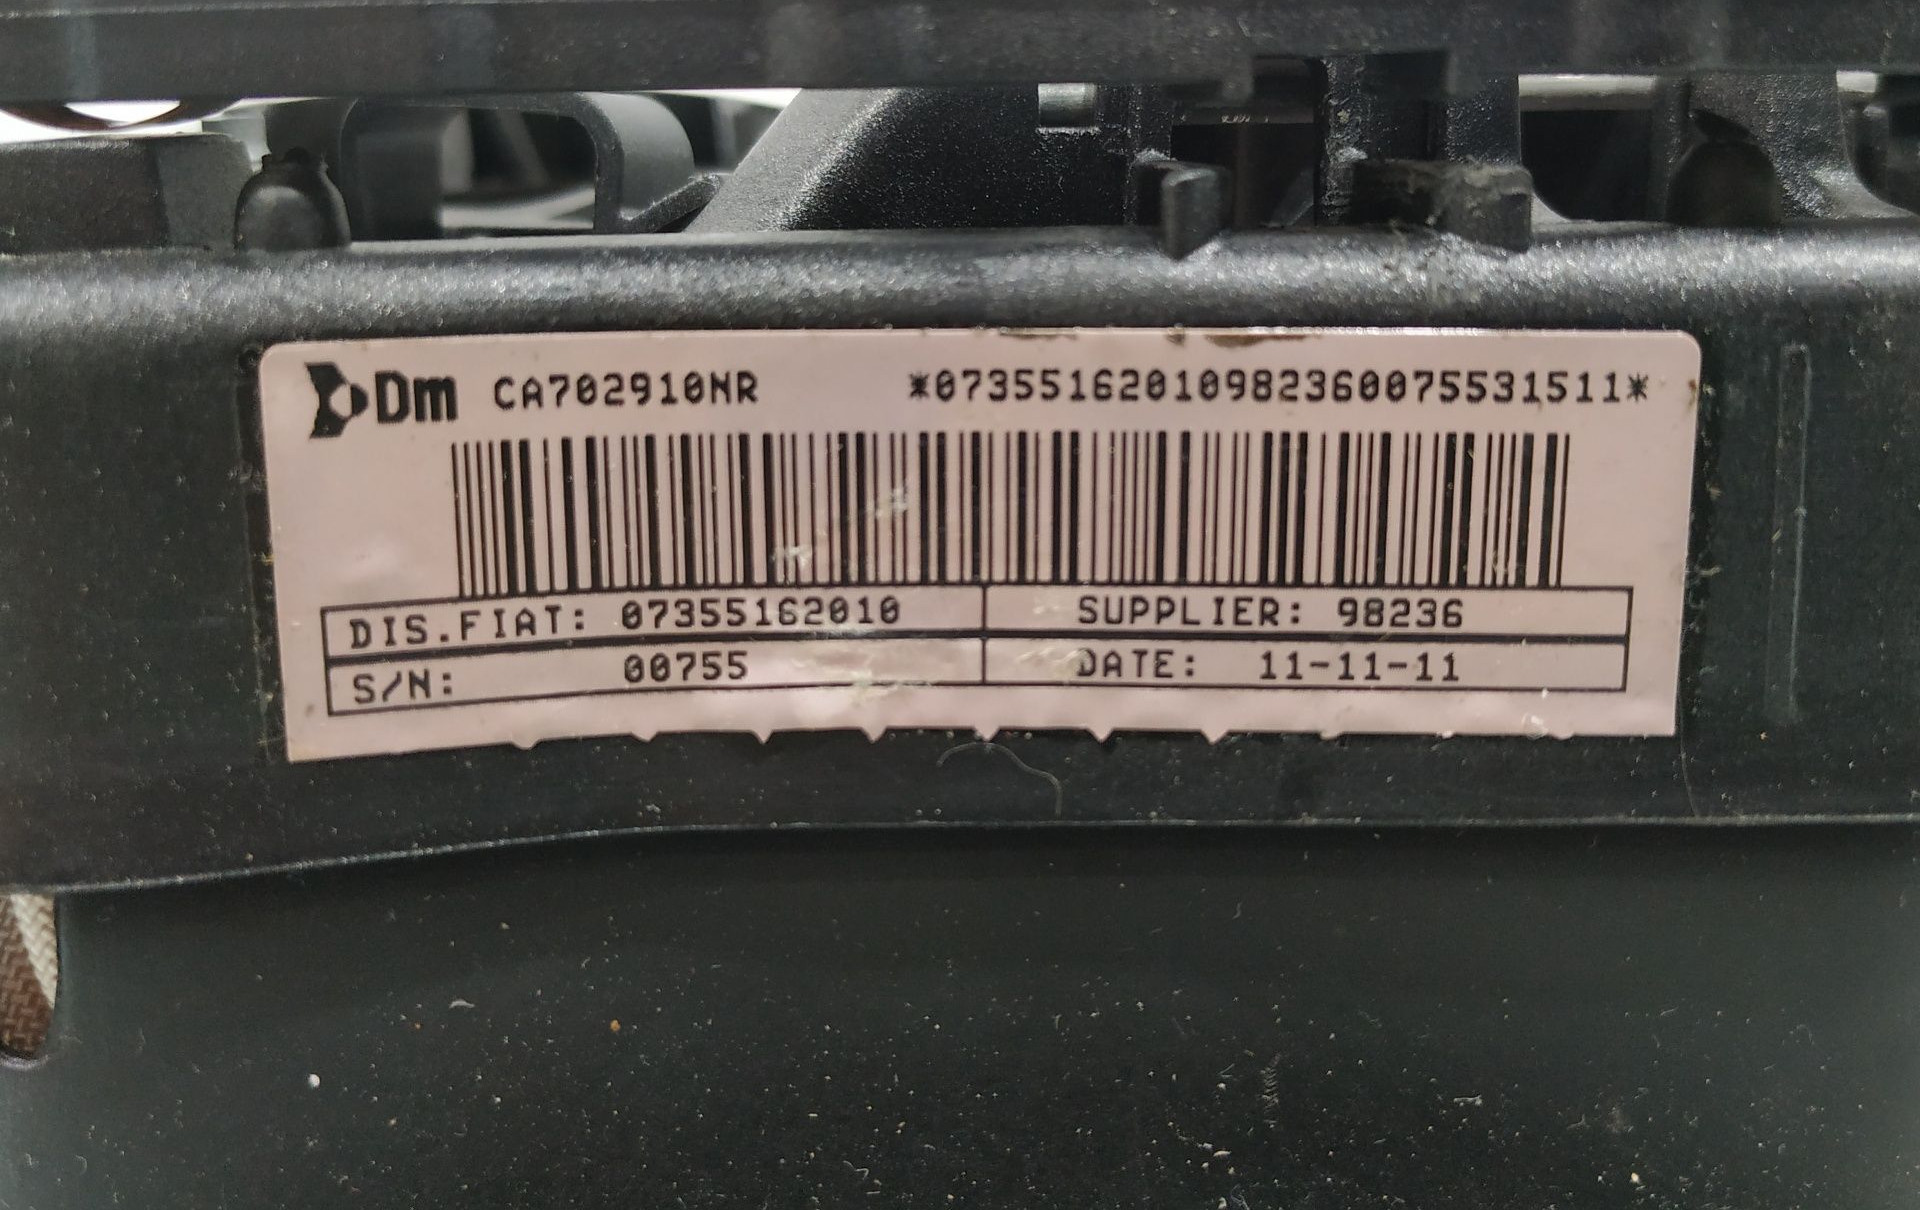 Dm CA702910NR *07355162010982360075531511*
DIS.FIAT: 07355162010 SUPPLIER: 98236
S/N: 00755 DATE: 11-11-11